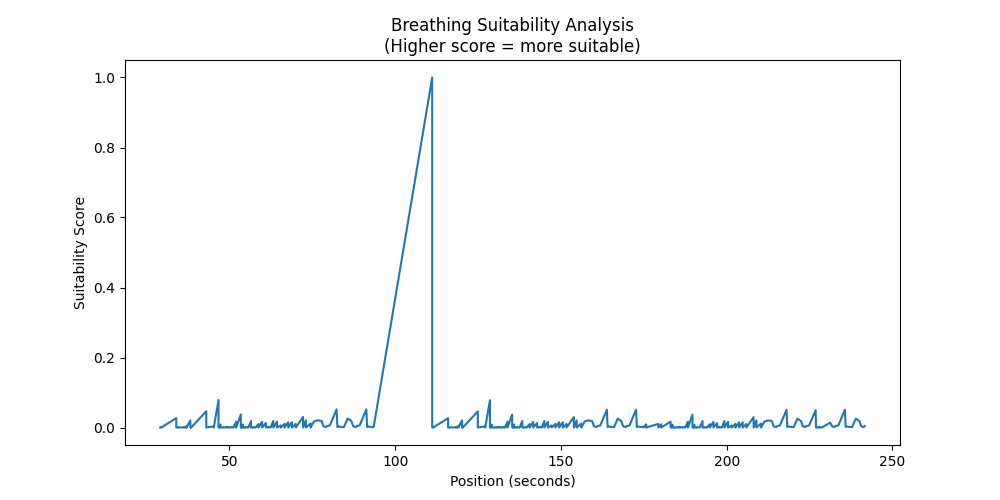 Breathing Suitability Analysis
(Higher score = more suitable)
Suitability Score
1.0
0.8
0.6
0.4
0.2
0.0
50
100
150
200
250
Position (seconds)